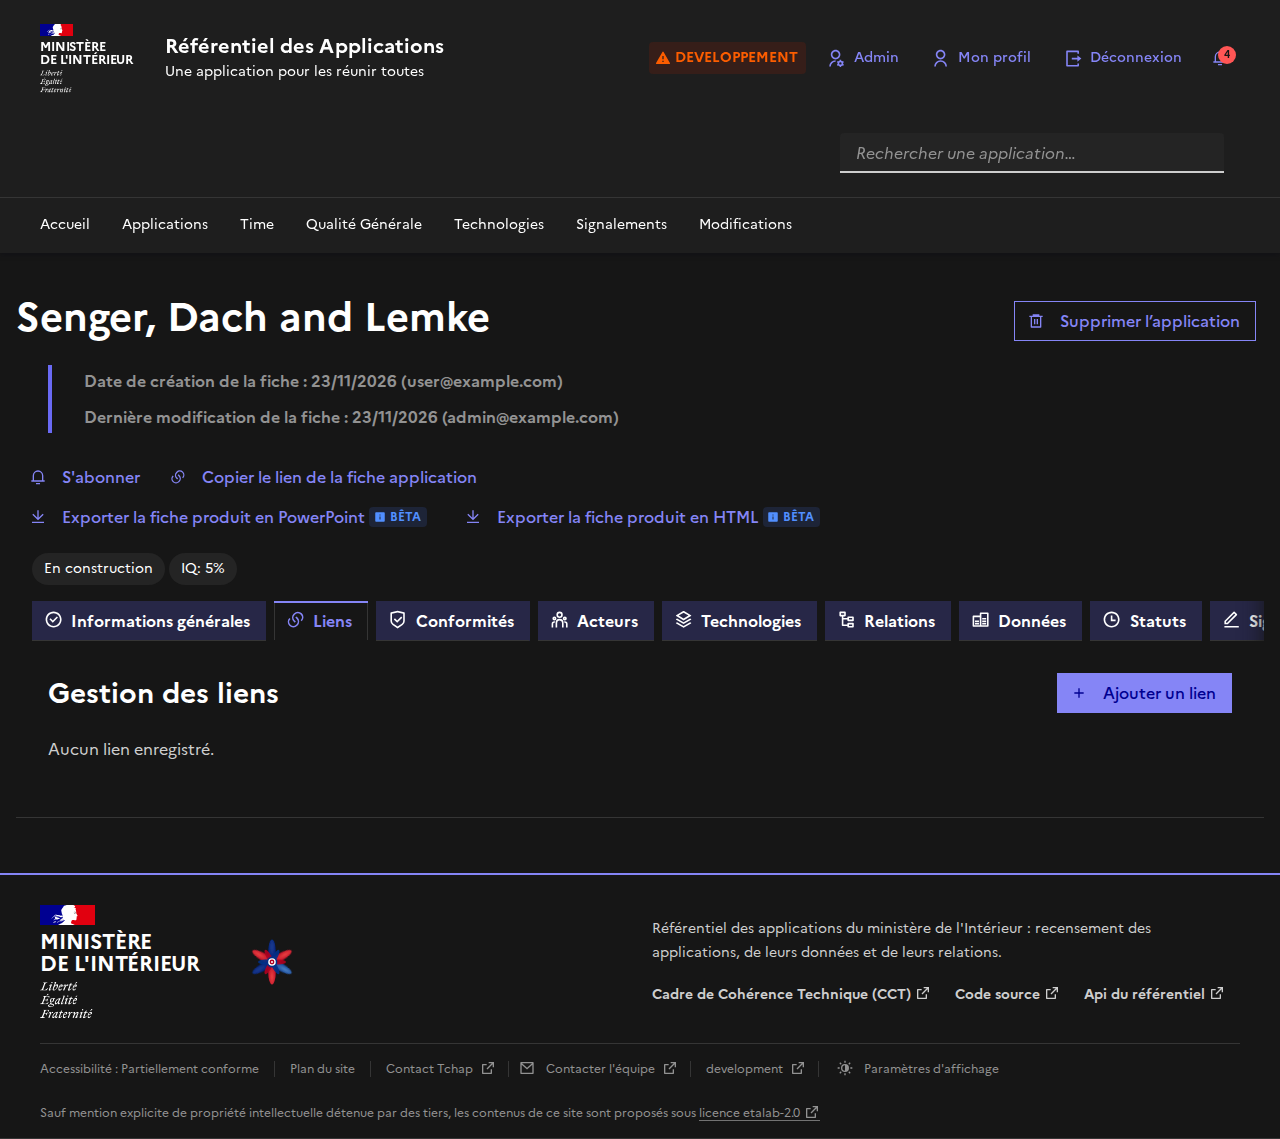 MINISTÈRE
DE L'INTÉRIEUR
Liberté
Égalité
Fraternité
Référentiel des Applications
Une application pour les réunir toutes
DEVELOPPEMENT
Admin
Mon profil
Déconnexion
4
Rechercher une application...
Accueil
Applications
Time
Qualité Générale
Technologies
Signalements
Modifications
Senger, Dach and Lemke
Supprimer l’application
Date de création de la fiche : 23/11/2026 (user@example.com)
Dernière modification de la fiche : 23/11/2026 (admin@example.com)
S'abonner
Copier le lien de la fiche application
Exporter la fiche produit en PowerPoint BÊTA
Exporter la fiche produit en HTML BÊTA
En construction
IQ: 5%
Informations générales
Liens
Conformités
Acteurs
Technologies
Relations
Données
Statuts
Gestion des liens
Ajouter un lien
Aucun lien enregistré.
MINISTÈRE
DE L'INTÉRIEUR
Liberté
Égalité
Fraternité
Référentiel des applications du ministère de l'Intérieur : recensement des
applications, de leurs données et de leurs relations.
Cadre de Cohérence Technique (CCT)
Code source
Api du référentiel
Accessibilité : Partiellement conforme
Plan du site
Contact Tchap
Contacter l'équipe
development
Paramètres d'affichage
Sauf mention explicite de propriété intellectuelle détenue par des tiers, les contenus de ce site sont proposés sous licence etalab-2.0